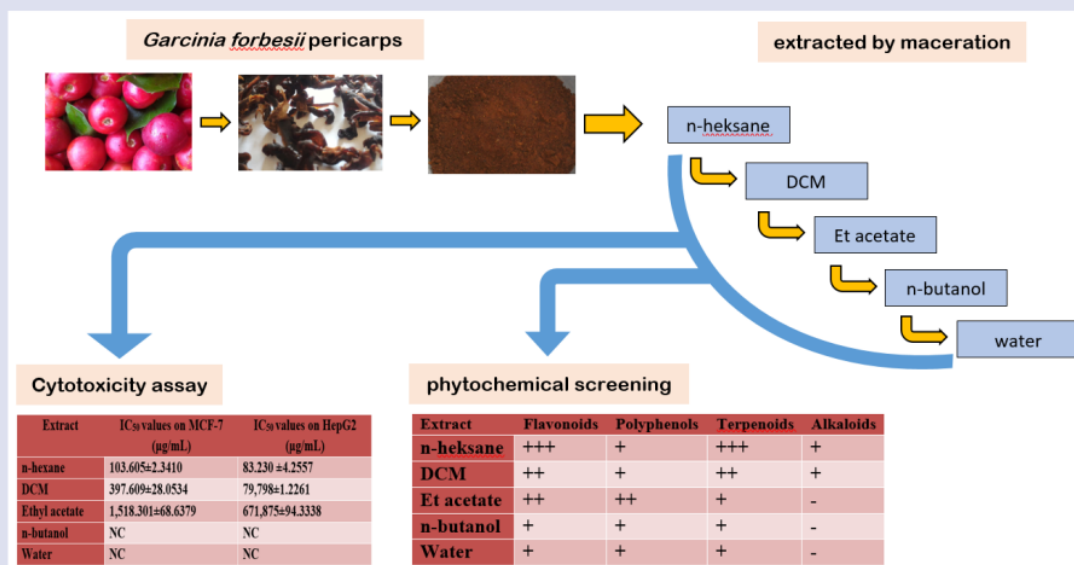 Garcinia forbesii pericarps
extracted by maceration
n-heksane
DCM
Et acetate
n-butanol
water
Cytotoxicity assay
Extract IC50 values on MCF-7 (µg/mL) IC50 values on HepG2 (µg/mL)
n-hexane 103.605±2.3410 83.230 ±4.2557
DCM 397.609±28.0534 79,798±1.2261
Ethyl acetate 1,518.301±68.6379 671,875±94.3338
n-butanol NC NC
Water NC NC
phytochemical screening
Extract Flavonoids Polyphenols Terpenoids Alkaloids
n-heksane +++ + +++ +
DCM ++ + ++ +
Et acetate ++ ++ + -
n-butanol + + + -
Water + + + -